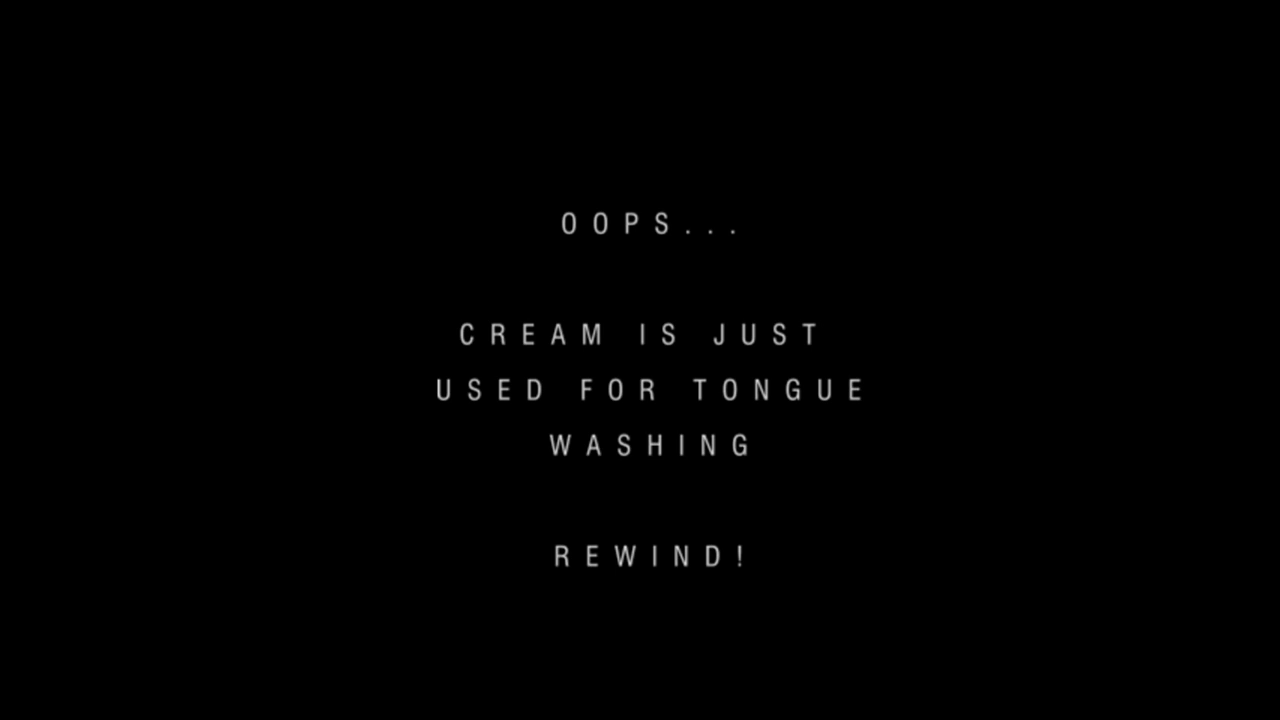 OOPS...
CREAM IS JUST
USED FOR TONGUE
WASHING
REWIND!